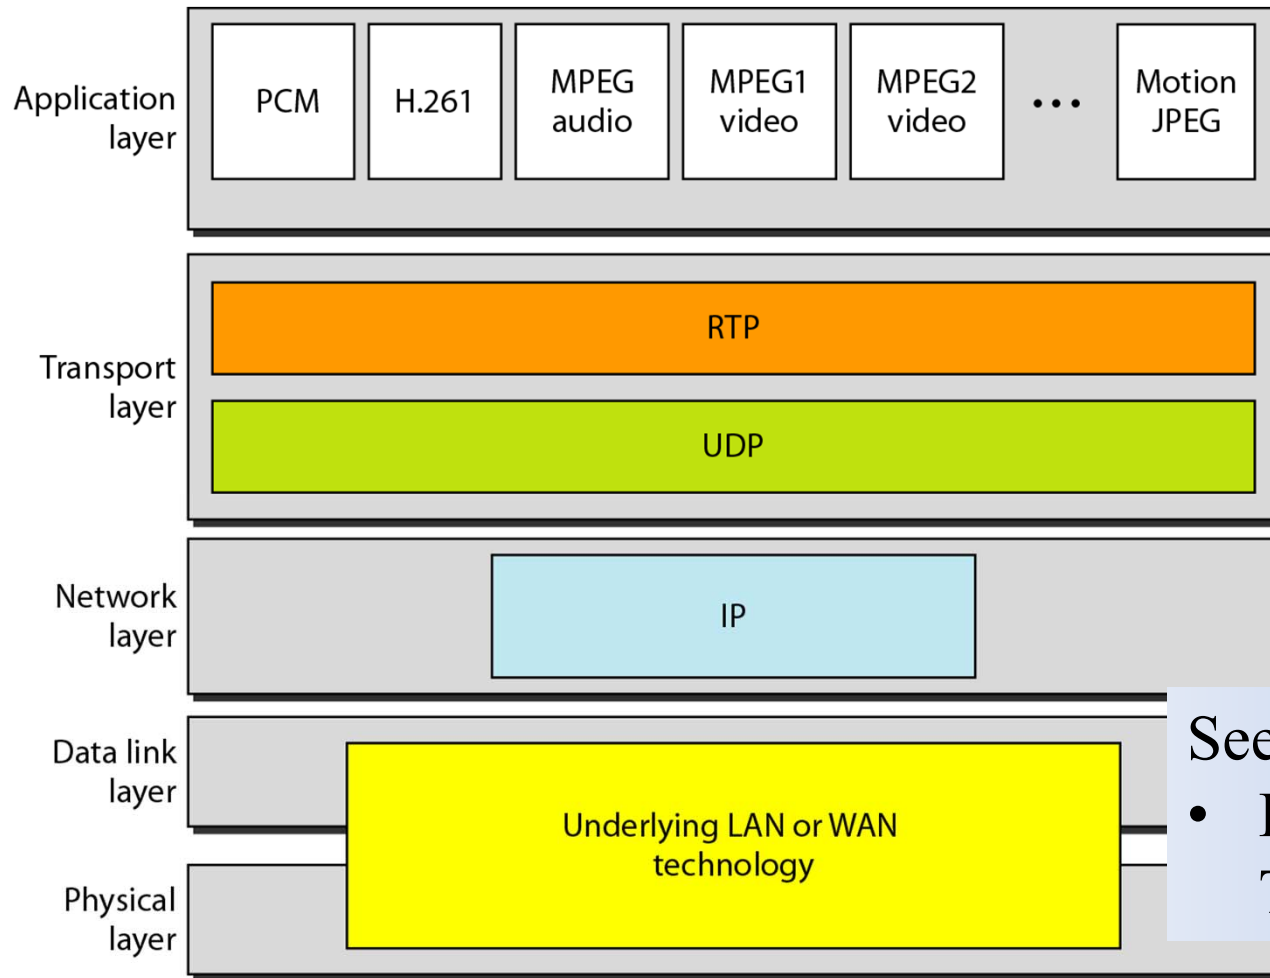 Application
layer
PCM
H.261
MPEG
audio
MPEG1
video
MPEG2
video
...
Motion
JPEG
Transport
layer
RTP
UDP
Network
layer
IP
Data link
layer
Physical
layer
Underlying LAN or WAN
technology
See
•